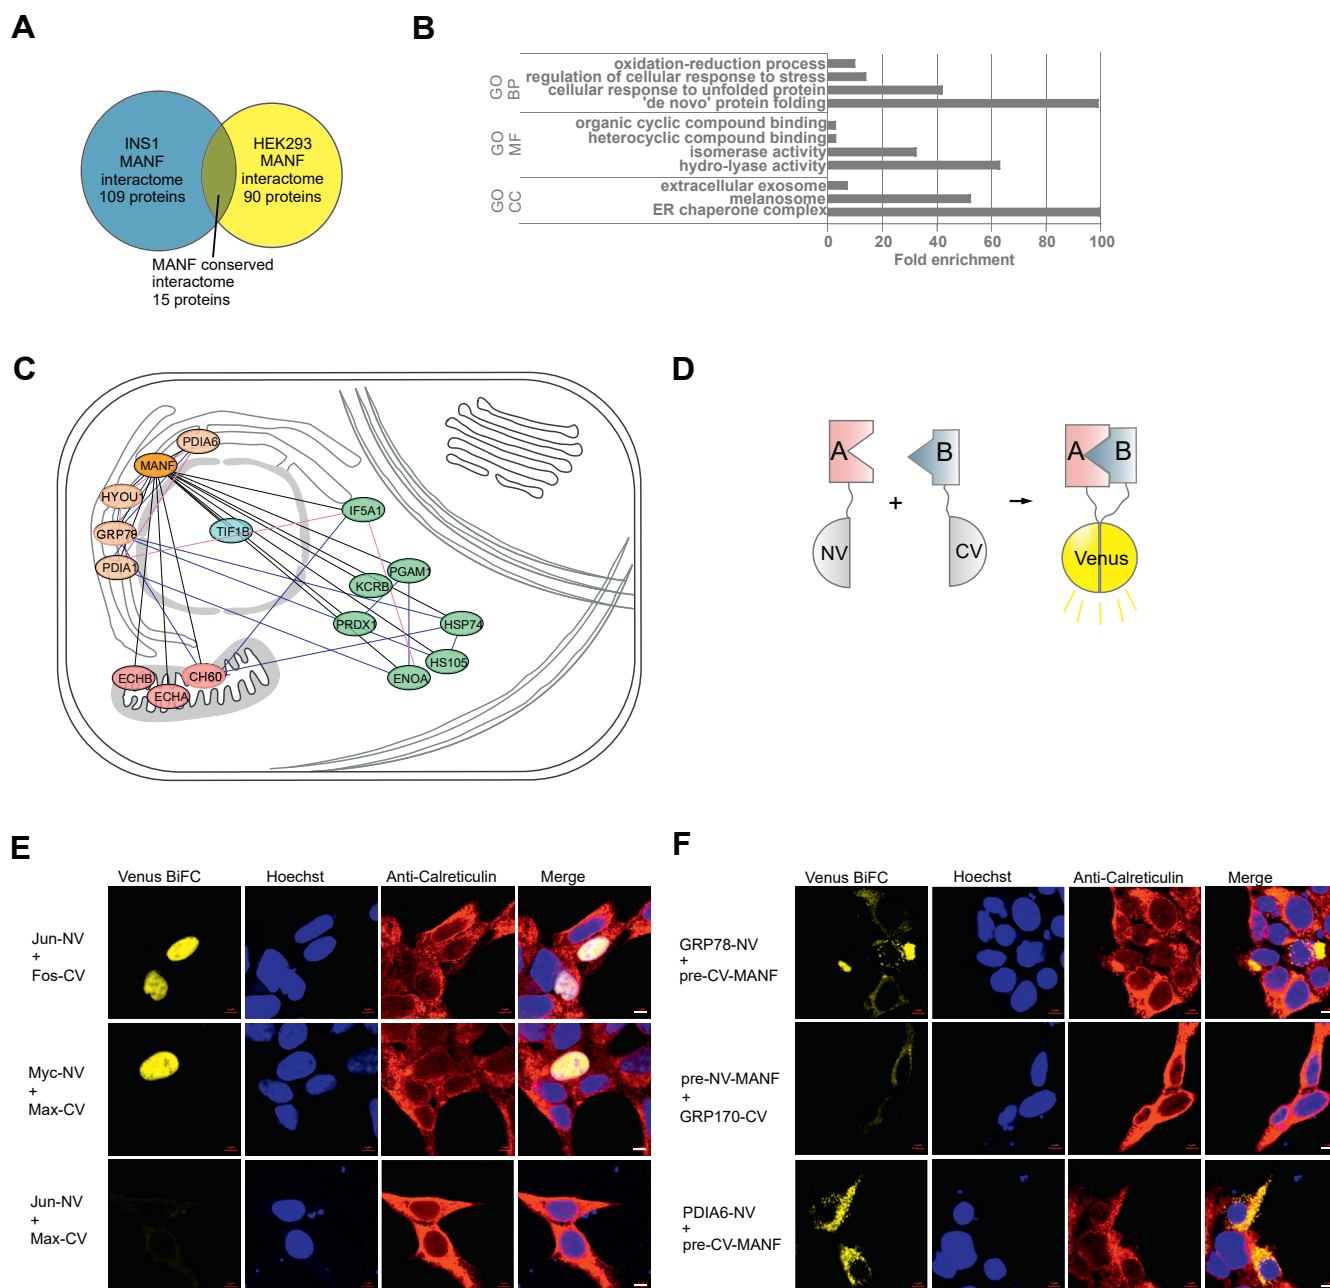 A
INS1
MANF
interactome
109 proteins
HEK293
MANF
interactome
90 proteins
MANF conserved
interactome
15 proteins
B
GO
BP
oxidation-reduction process
regulation of cellular response to stress
cellular response to unfolded protein
'de novo' protein folding
GO
MF
organic cyclic compound binding
heterocyclic compound binding
isomerase activity
hydro-lyase activity
GO
CC
extracellular exosome
melanosome
ER chaperone complex
0 20 40 60 80 100
Fold enrichment
C
PDIA6
MANF
HYOU1
GRP78
PDIA1
TIF1B
IF5A1
PGAM1
KCRB
PRDX1
HSP74
HS105
ENOA
CH60
ECHB
ECHA
D
A
B
A B
+
NV
CV
Venus
E
Venus BiFC Hoechst Anti-Calreticulin Merge
Jun-NV
+
Fos-CV
Myc-NV
+
Max-CV
Jun-NV
+
Max-CV
F
Venus BiFC Hoechst Anti-Calreticulin Merge
GRP78-NV
+
pre-CV-MANF
pre-NV-MANF
+
GRP170-CV
PDIA6-NV
+
pre-CV-MANF